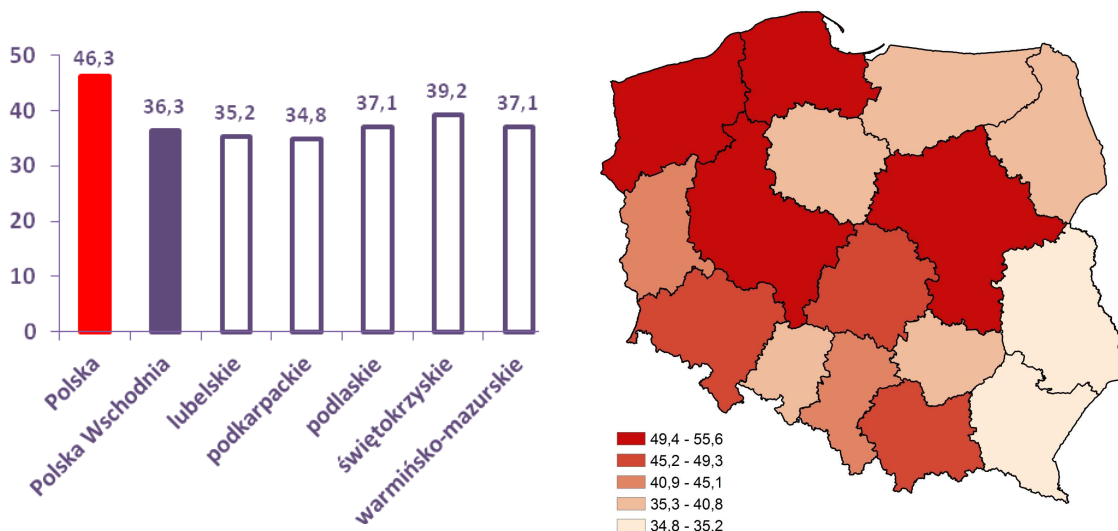 50
40
30
20
10
0
46,3
36,3
35,2
34,8
37,1
39,2
37,1
Polska
Polska Wschodnia
lubelskie
podkarpackie
podlaskie
świętokrzyskie
warmińsko-mazurskie
49,4 - 55,6
45,2 - 49,3
40,9 - 45,1
35,3 - 40,8
34,8 - 35,2